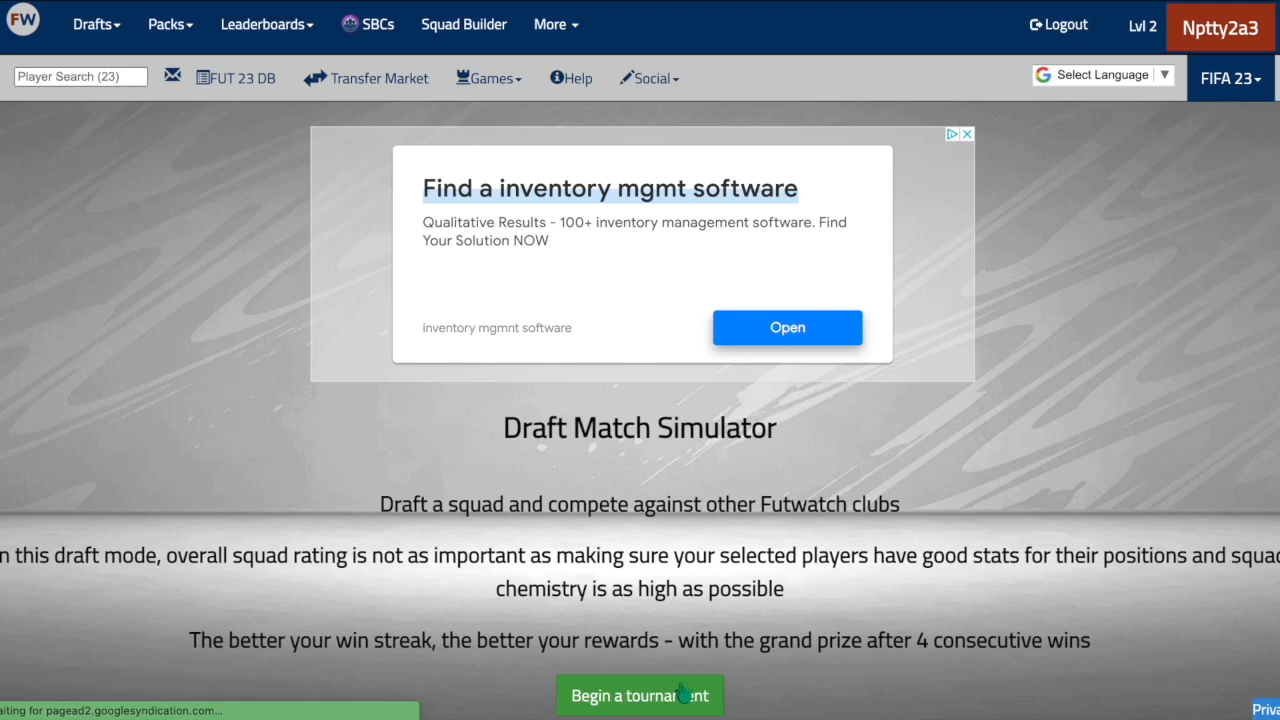 FW Drafts Packs Leaderboards SBCs Squad Builder More Logout Lvl 2 Nptty2a3
Player Search (23) FUT 23 DB Transfer Market Games Help Social G Select Language FIFA 23
Find a inventory mgmt software
Qualitative Results - 100+ inventory management software. Find
Your Solution NOW
inventory mgmnt software Open
Draft Match Simulator
Draft a squad and compete against other Futwatch clubs
n this draft mode, overall squad rating is not as important as making sure your selected players have good stats for their positions and squad
chemistry is as high as possible
The better your win streak, the better your rewards - with the grand prize after 4 consecutive wins
Begin a tournament
aiting for pagead2.googlesyndication.com... Priva